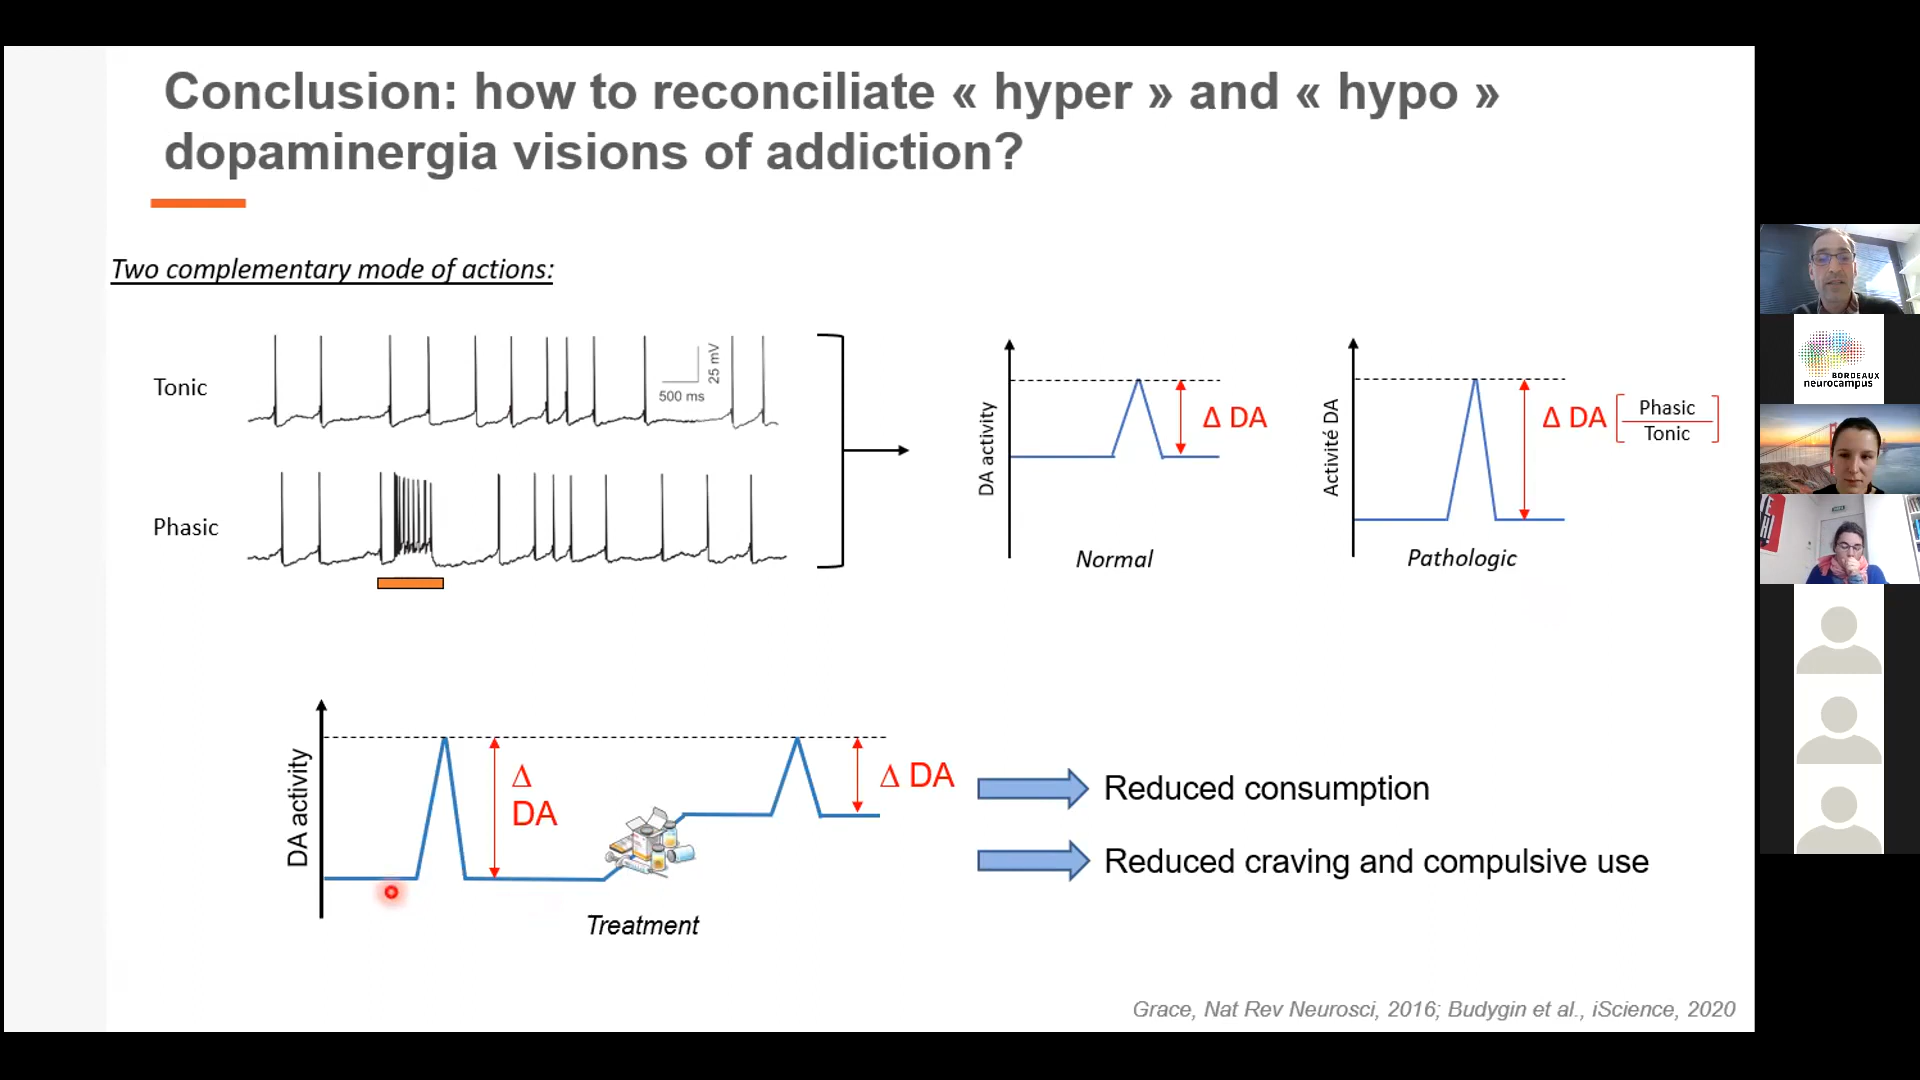 Conclusion: how to reconciliate « hyper » and « hypo »
dopaminergia visions of addiction?
Two complementary mode of actions:
Tonic
500 ms
25 mV
Phasic
DA activity
Δ DA
Normal
Activité DA
Δ DA
Phasic
Tonic
Pathologic
DA activity
Δ
DA
Δ DA
Treatment
Reduced consumption
Reduced craving and compulsive use
Grace, Nat Rev Neurosci, 2016; Budygin et al., iScience, 2020
BORDEAUX
neurocampus